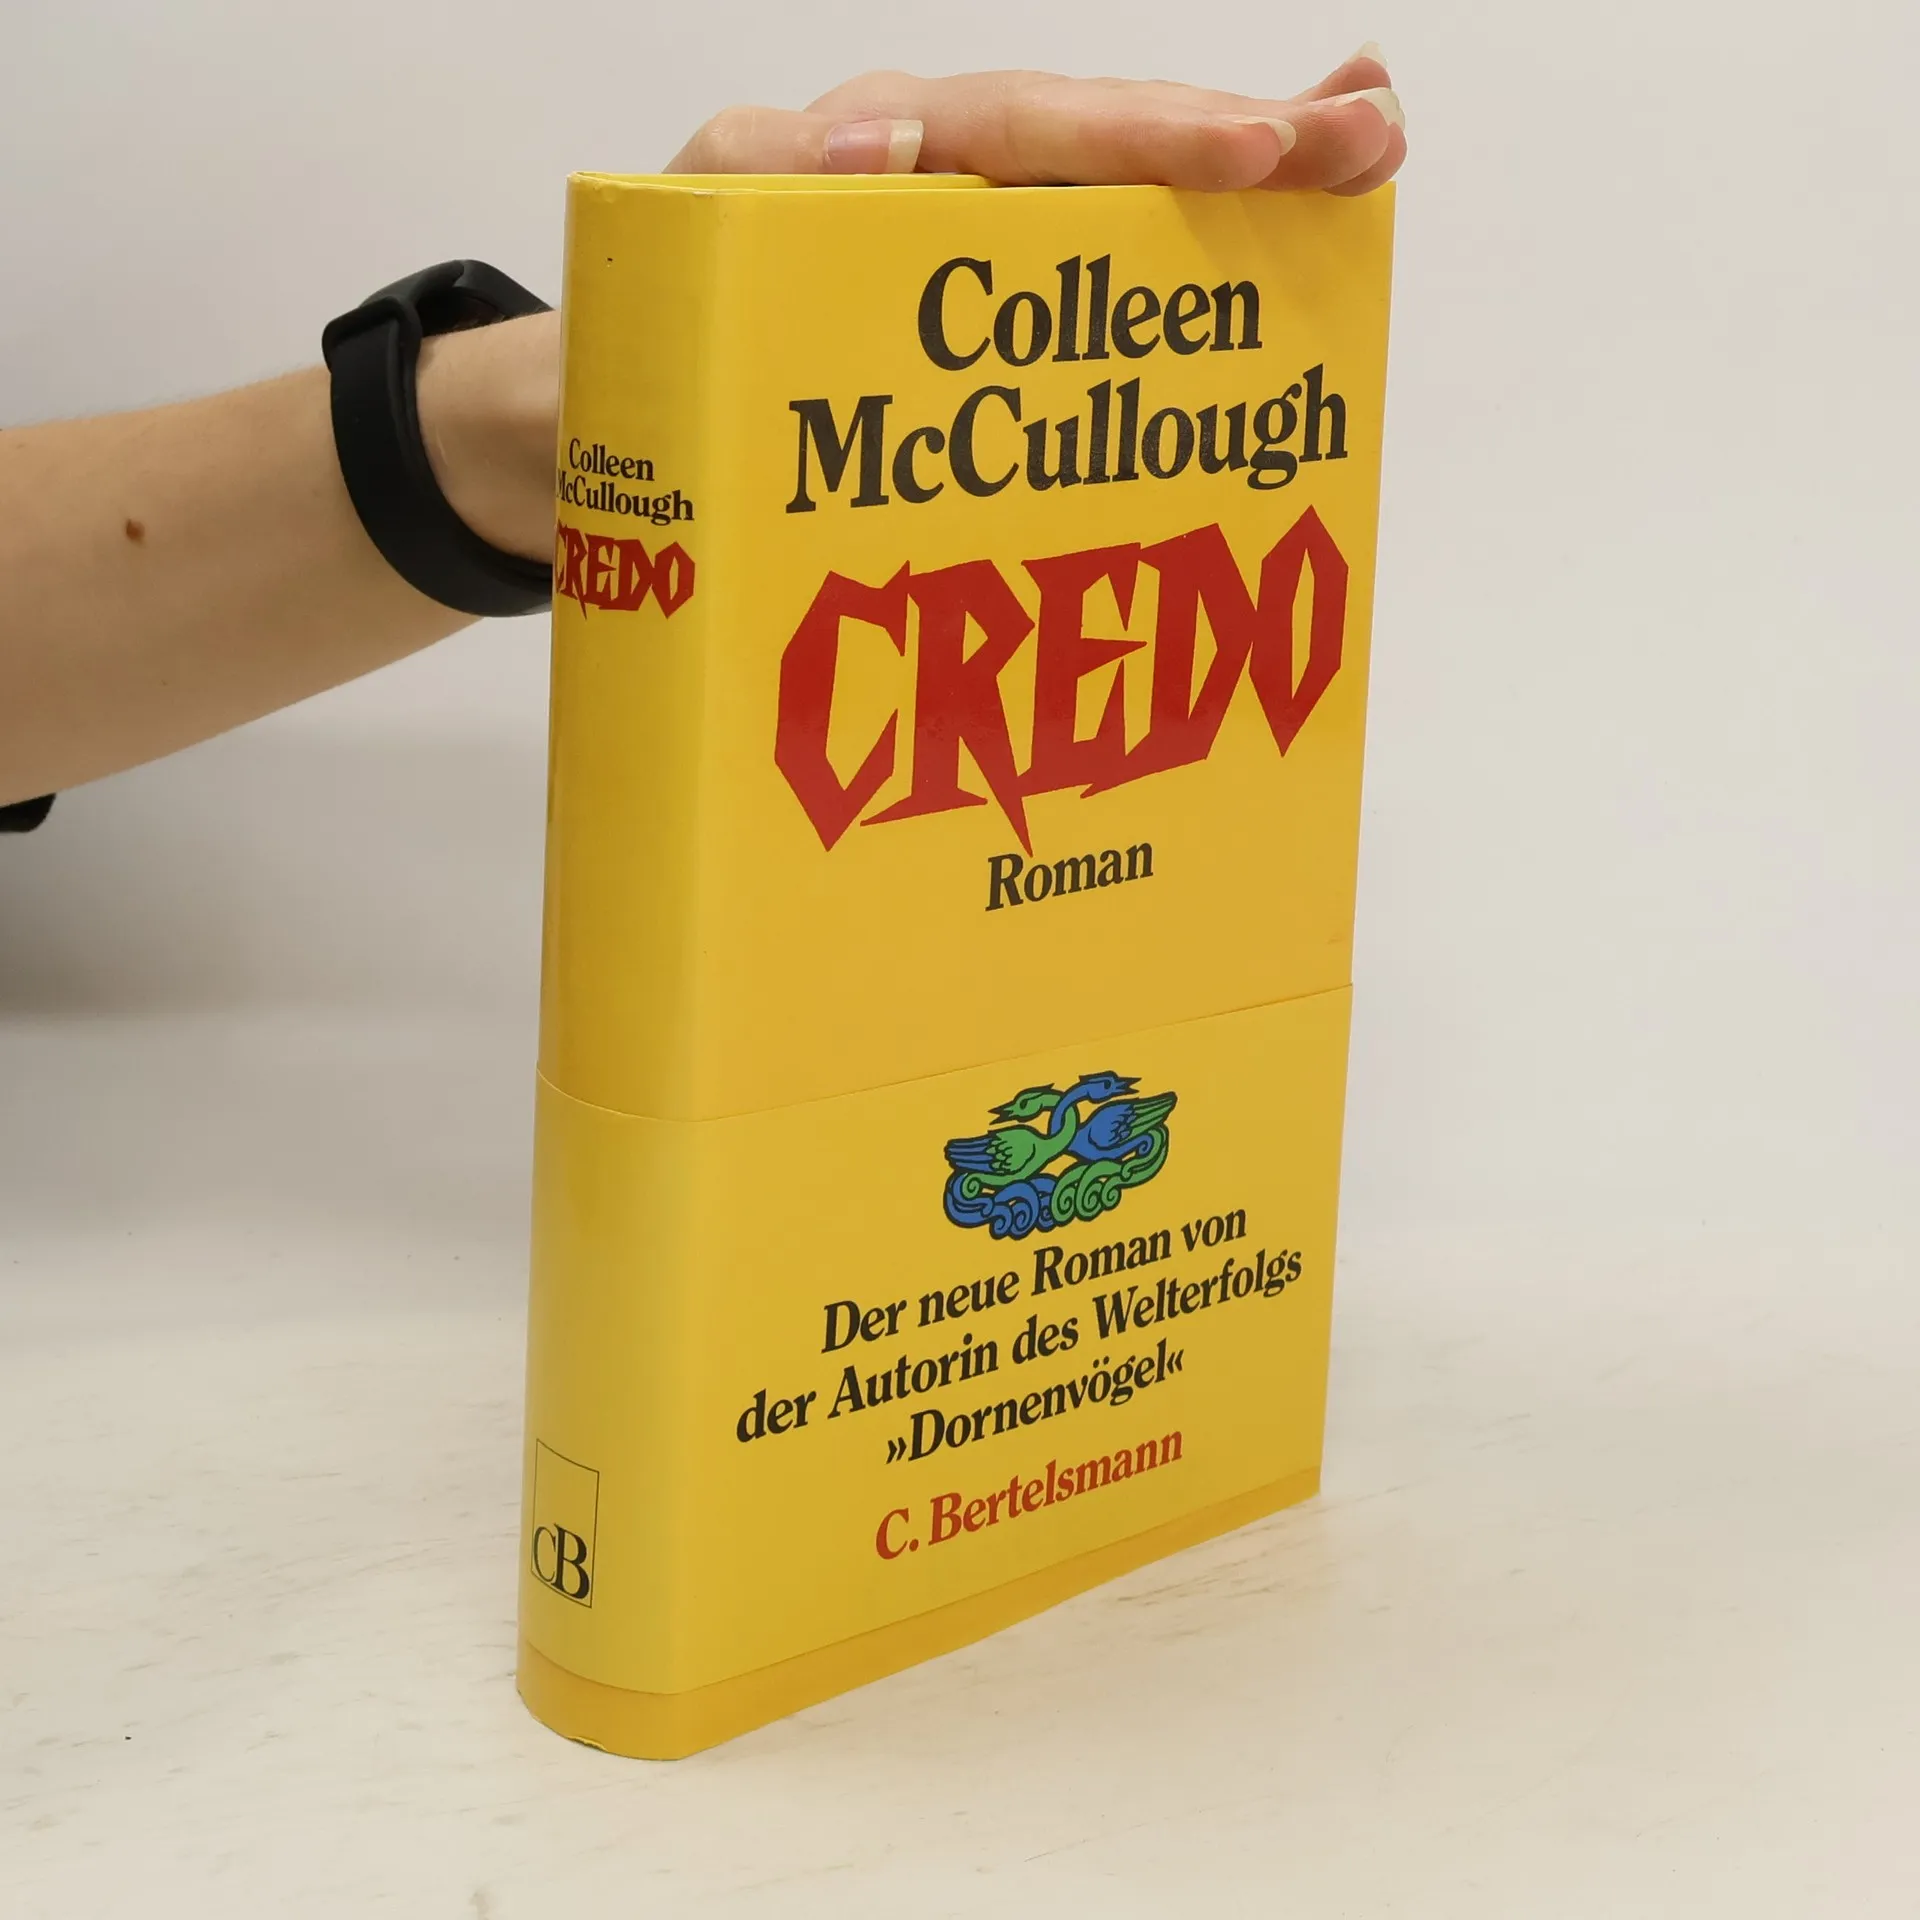 Colleen
McCullough
CREDO
CB
Colleen
McCullough
CREDO
Roman
Der neue Roman von
der Autorin des Welterfolgs
»Dornenvögel«
C. Bertelsmann